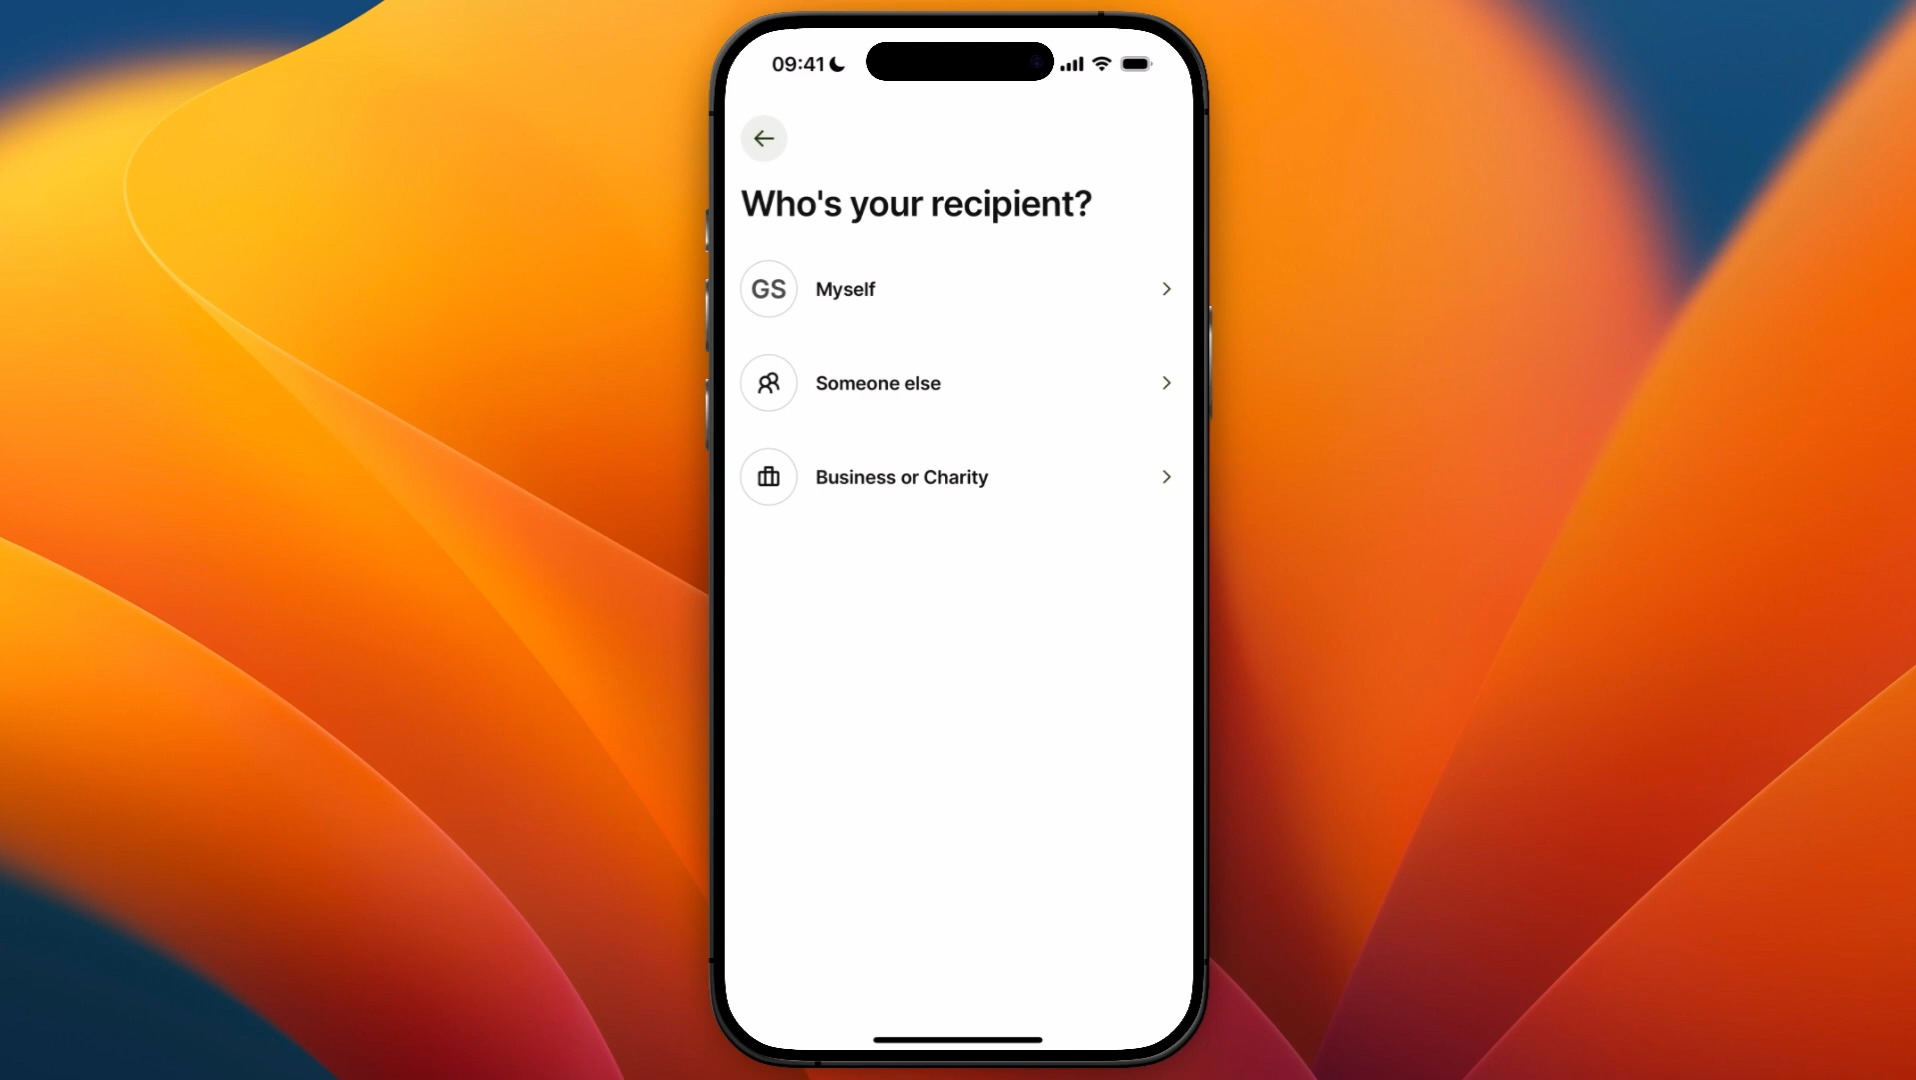 09:41
Who's your recipient?
GS
Myself
Someone else
Business or Charity